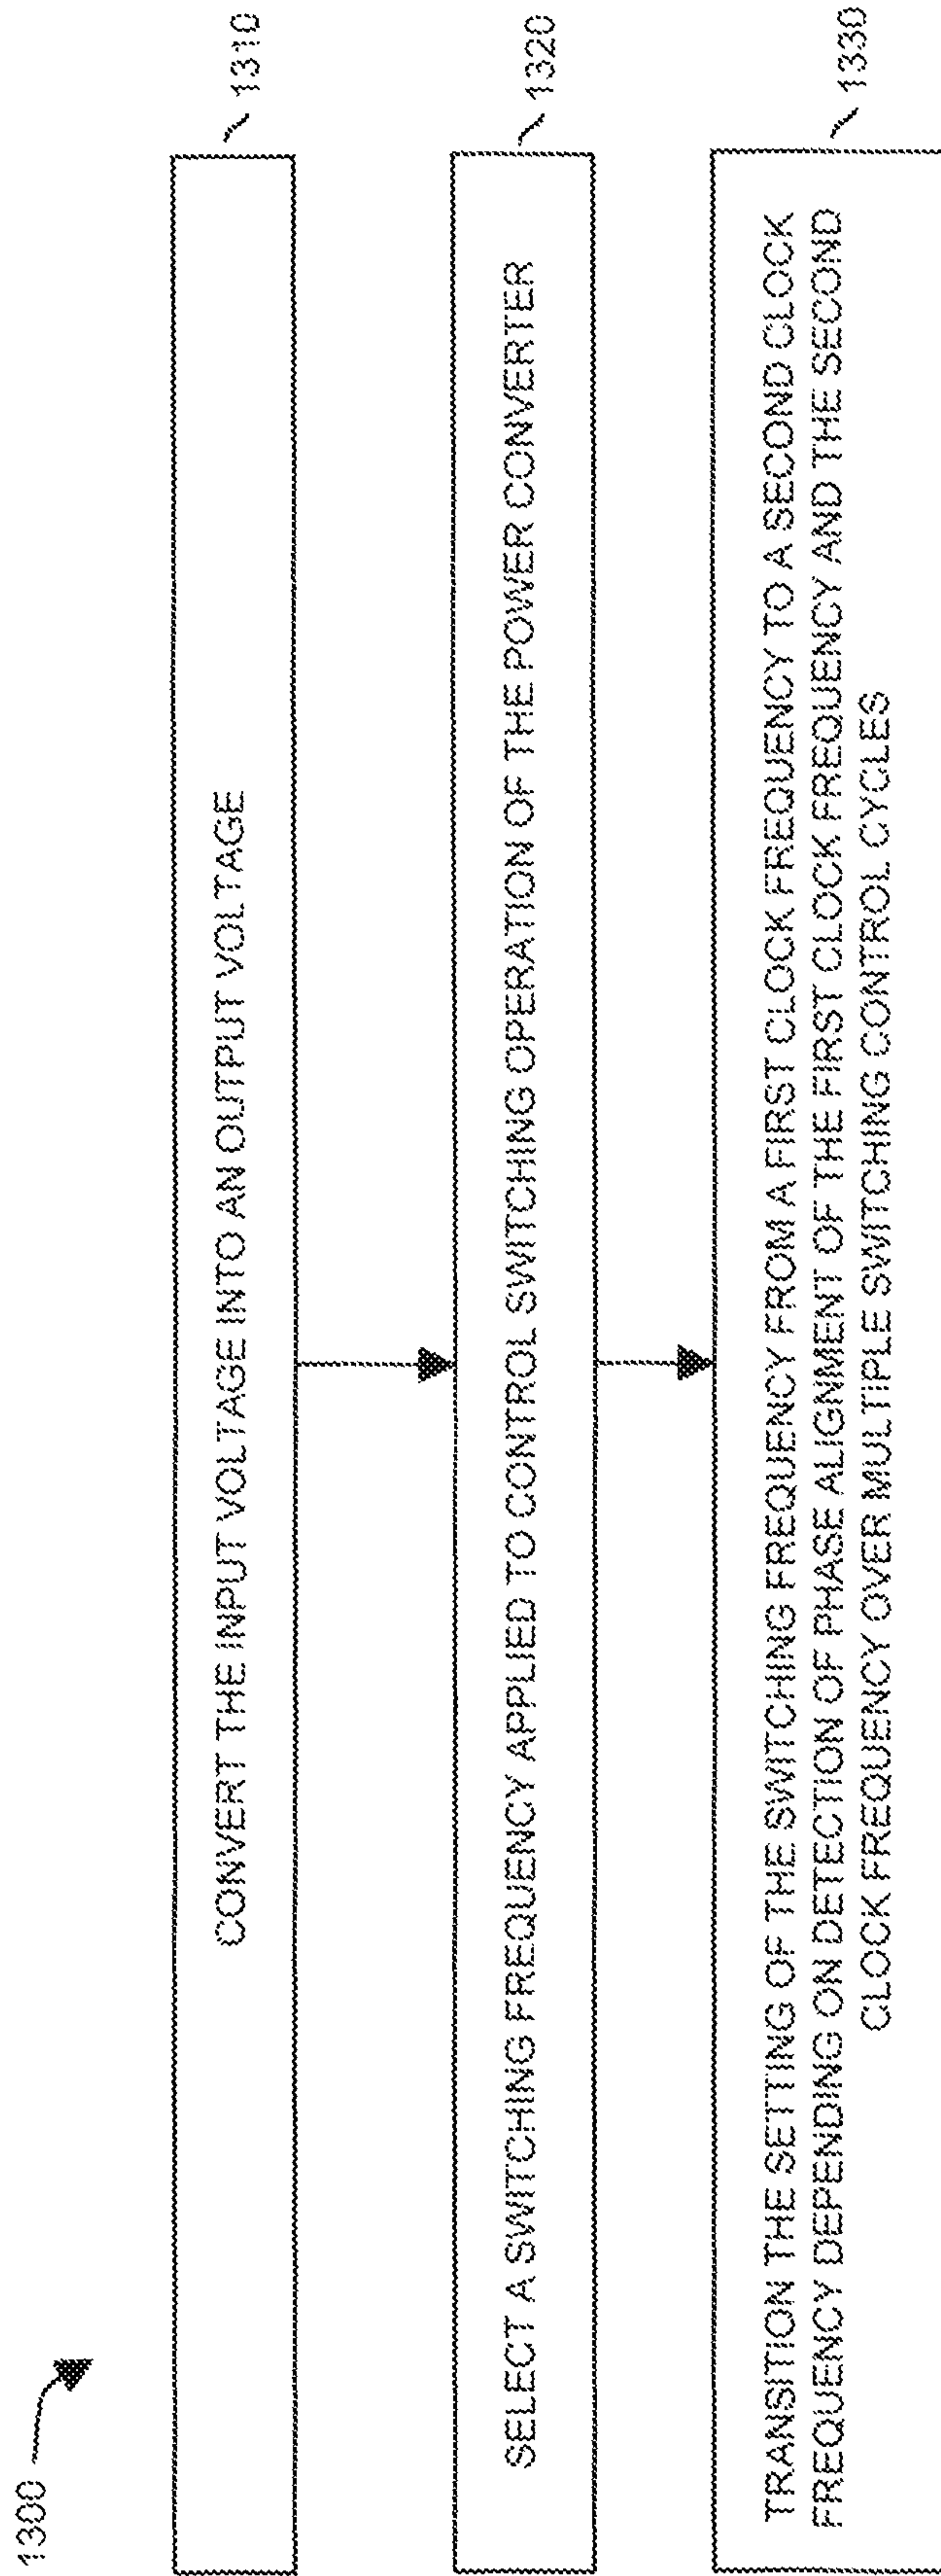 1300
CONVERT THE INPUT VOLTAGE INTO AN OUTPUT VOLTAGE
1310
SELECT A SWITCHING FREQUENCY APPLIED TO CONTROL SWITCHING OPERATION OF THE POWER CONVERTER
1320
TRANSITION THE SETTING OF THE SWITCHING FREQUENCY FROM A FIRST CLOCK FREQUENCY TO A SECOND CLOCK
FREQUENCY DEPENDING ON DETECTION OF PHASE ALIGNMENT OF THE FIRST CLOCK FREQUENCY AND THE SECOND
CLOCK FREQUENCY OVER MULTIPLE SWITCHING CONTROL CYCLES
1330